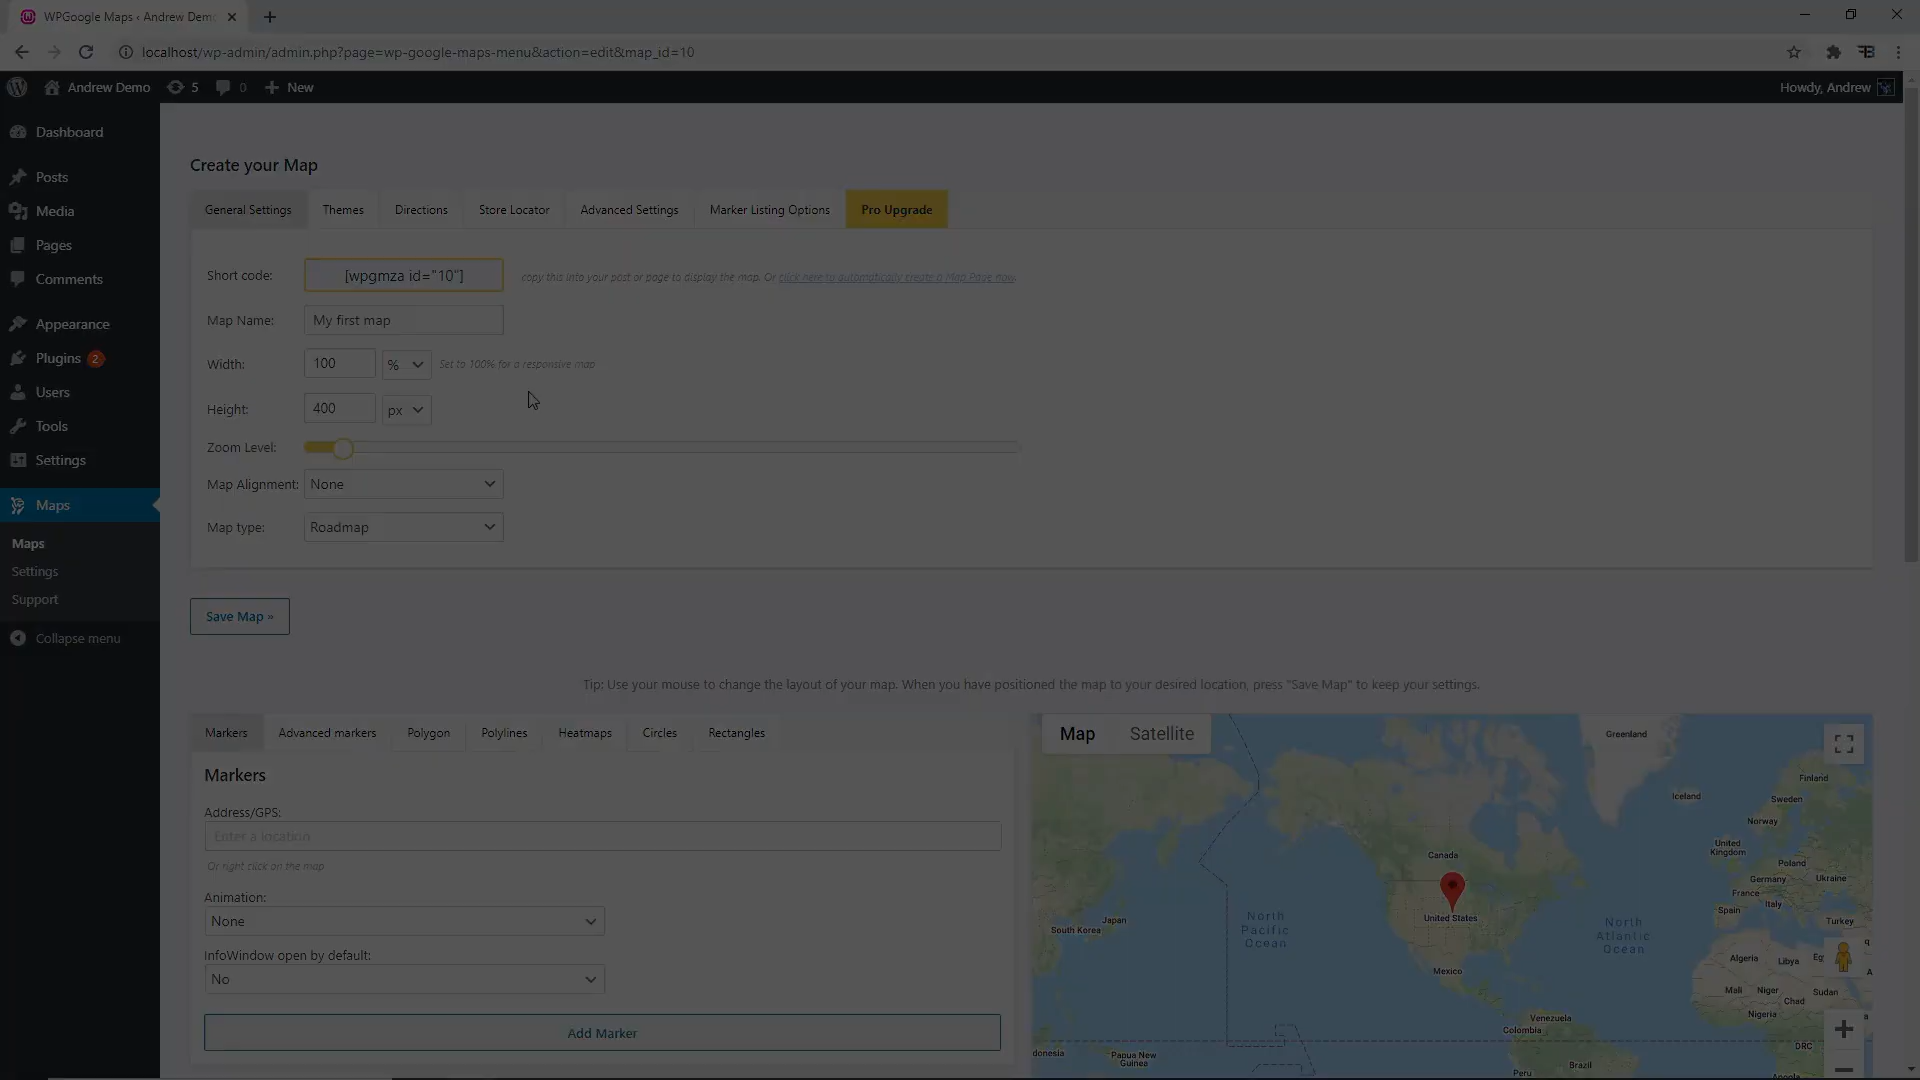 WPGoogle Maps ‹ Andrew Demo
localhost/wp-admin/admin.php?page=wp-google-maps-menu&action=edit&map_id=10
Andrew Demo 5 0 New
Howdy, Andrew
Dashboard
Posts
Media
Pages
Comments
Appearance
Plugins 2
Users
Tools
Settings
Maps
Maps
Settings
Support
Collapse menu
Create your Map
General Settings Themes Directions Store Locator Advanced Settings Marker Listing Options Pro Upgrade
Short code: [wpgmza id="10"] copy this into your post or page to display the map. Or click here to automatically create a Map Page now.
Map Name: My first map
Width: 100 % Set to 100% for a responsive map
Height: 400 px
Zoom Level:
Map Alignment: None
Map type: Roadmap
Save Map »
Tip: Use your mouse to change the layout of your map. When you have positioned the map to your desired location, press "Save Map" to keep your settings.
Markers Advanced markers Polygon Polylines Heatmaps Circles Rectangles
Markers
Address/GPS:
Enter a location
Or right click on the map
Animation:
None
InfoWindow open by default:
No
Add Marker
Map Satellite
Greenland
Finland
Iceland
Sweden
Norway
United
Kingdom
Canada
Poland
Germany
Ukraine
France
Italy
Spain
Turkey
United States
Japan
South Korea
North
Pacific
Ocean
North
Atlantic
Ocean
Algeria
Libya
Mexico
Mali
Niger
Sudan
Chad
Nigeria
Venezuela
Colombia
DRC
Papua New
Guinea
Brazil
Peru